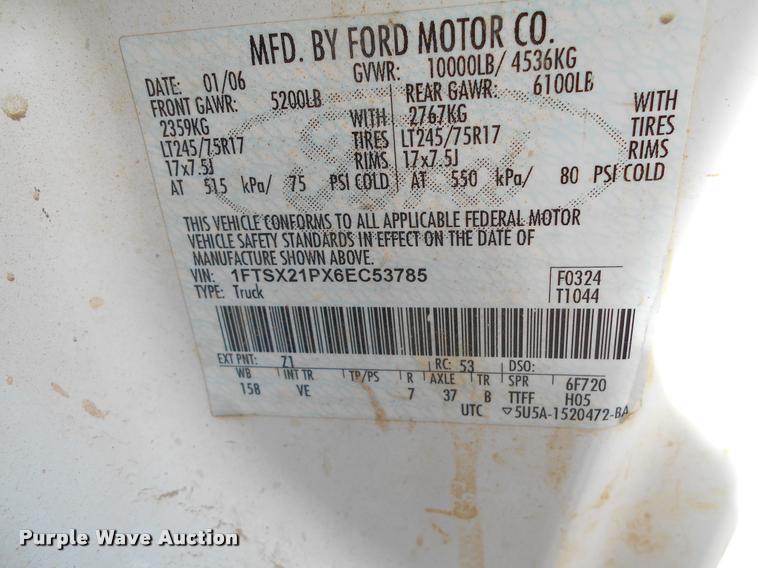 MFD. BY FORD MOTOR CO.
DATE: 01/06 GVWR: 10000LB/ 4536KG
FRONT GAWR: 5200LB REAR GAWR: 6100LB
2359KG WITH 2767KG WITH
LT245/75R17 TIRES LT245/75R17 TIRES
17x7.5J RIMS 17x7.5J RIMS
AT 515 kPa/ 75 PSI COLD AT 550 kPa/ 80 PSI COLD
THIS VEHICLE CONFORMS TO ALL APPLICABLE FEDERAL MOTOR
VEHICLE SAFETY STANDARDS IN EFFECT ON THE DATE OF
MANUFACTURE SHOWN ABOVE.
VIN: 1FTSX21PX6EC53785 F0324
TYPE: Truck T1044
EXT PNT: 71 RC: 53 DSO:
WB INT TR TP/PS R AXLE TR SPR 6F720
158 VE 7 37 B TTFF H05
UTC ▽5U5A-1520472-BA
Purple Wave Auction